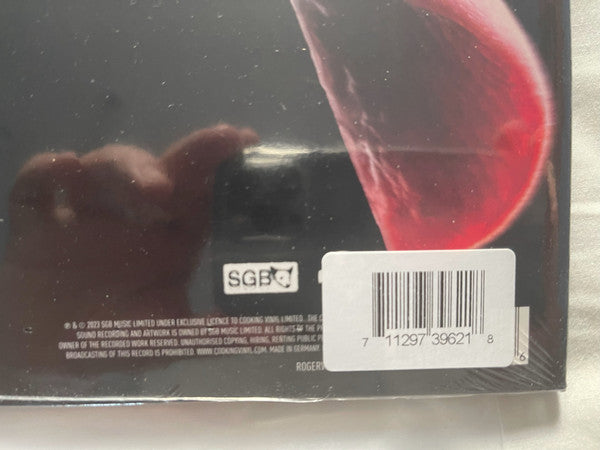 SGB
℗ & © 2023 SGB MUSIC LIMITED UNDER EXCLUSIVE LICENCE TO COOKING VINYL LIMITED. THE C
SOUND RECORDING AND ARTWORK IS OWNED BY SGB MUSIC LIMITED. ALL RIGHTS OF THE P
OWNER OF THE RECORDED WORK RESERVED. UNAUTHORISED COPYING, HIRING, RENTING PUBLIC P
BROADCASTING OF THIS RECORD IS PROHIBITED. WWW.COOKINGVINYL.COM. MADE IN GERMANY.
ROGERW
7 11297 39621 8
6